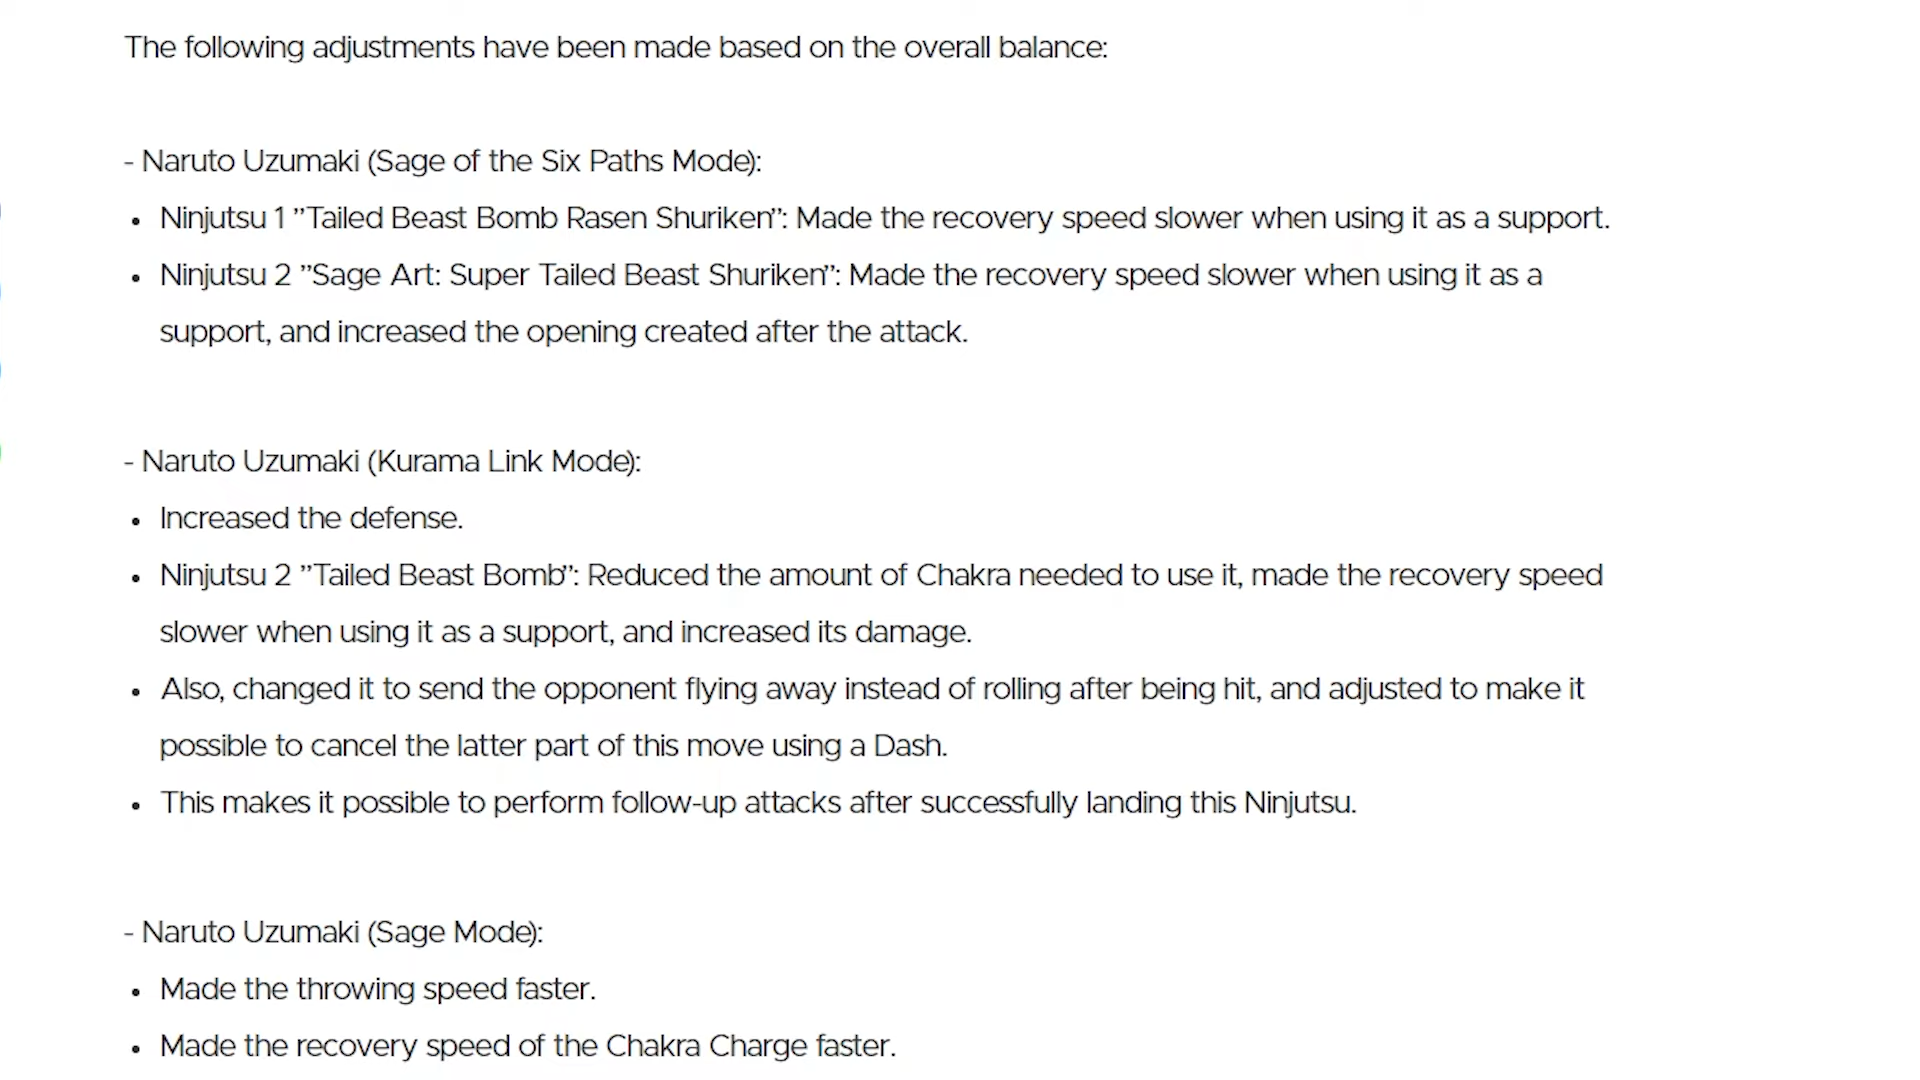 The following adjustments have been made based on the overall balance:
- Naruto Uzumaki (Sage of the Six Paths Mode):
• Ninjutsu 1 ”Tailed Beast Bomb Rasen Shuriken”: Made the recovery speed slower when using it as a support.
• Ninjutsu 2 ”Sage Art: Super Tailed Beast Shuriken”: Made the recovery speed slower when using it as a
support, and increased the opening created after the attack.
- Naruto Uzumaki (Kurama Link Mode):
• Increased the defense.
• Ninjutsu 2 ”Tailed Beast Bomb”: Reduced the amount of Chakra needed to use it, made the recovery speed
slower when using it as a support, and increased its damage.
• Also, changed it to send the opponent flying away instead of rolling after being hit, and adjusted to make it
possible to cancel the latter part of this move using a Dash.
• This makes it possible to perform follow-up attacks after successfully landing this Ninjutsu.
- Naruto Uzumaki (Sage Mode):
• Made the throwing speed faster.
• Made the recovery speed of the Chakra Charge faster.